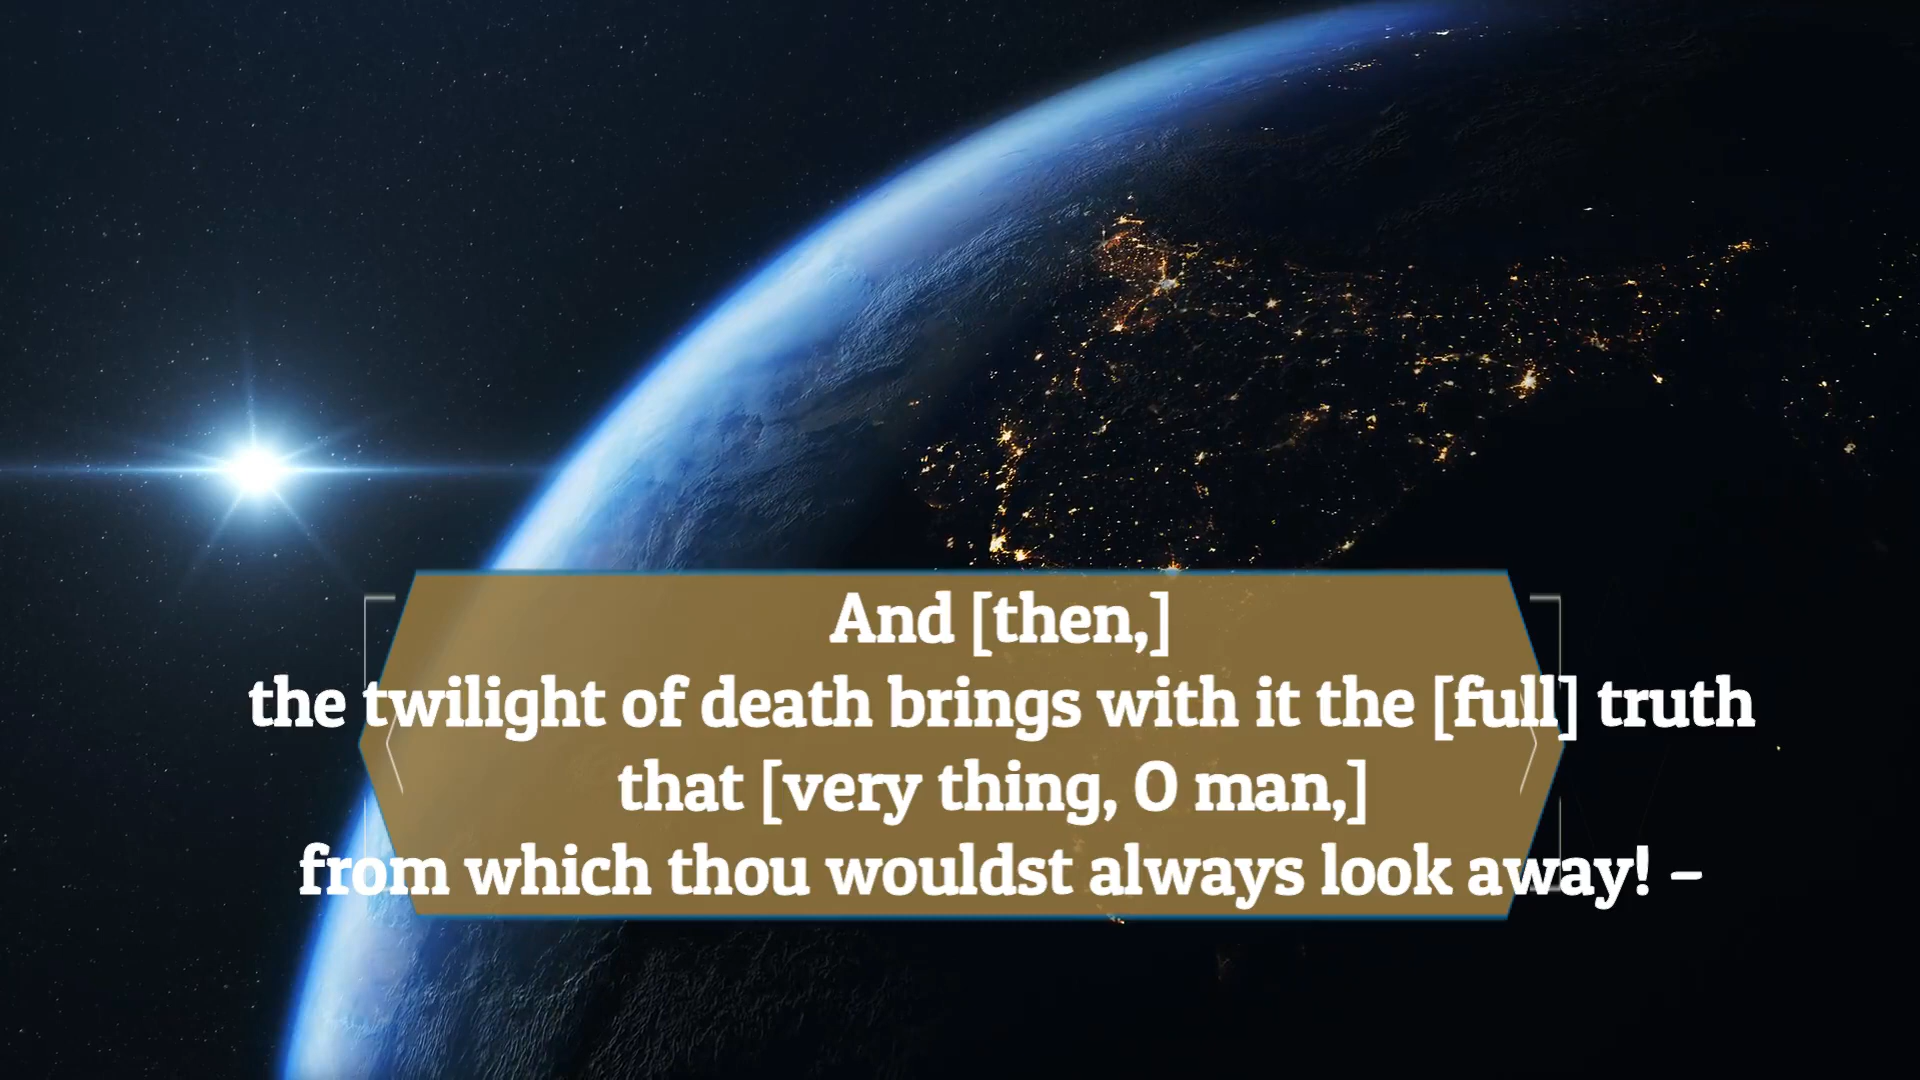 And [then,]
the twilight of death brings with it the [full] truth
that [very thing, O man,]
from which thou wouldst always look away! –